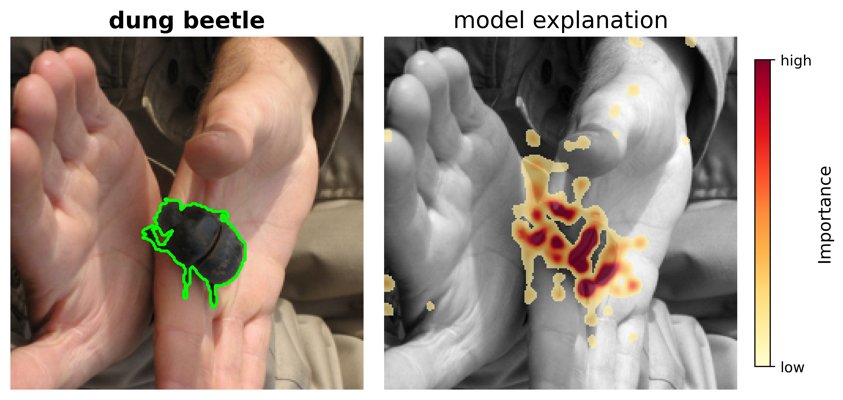 dung beetle
model explanation
high
Importance
low